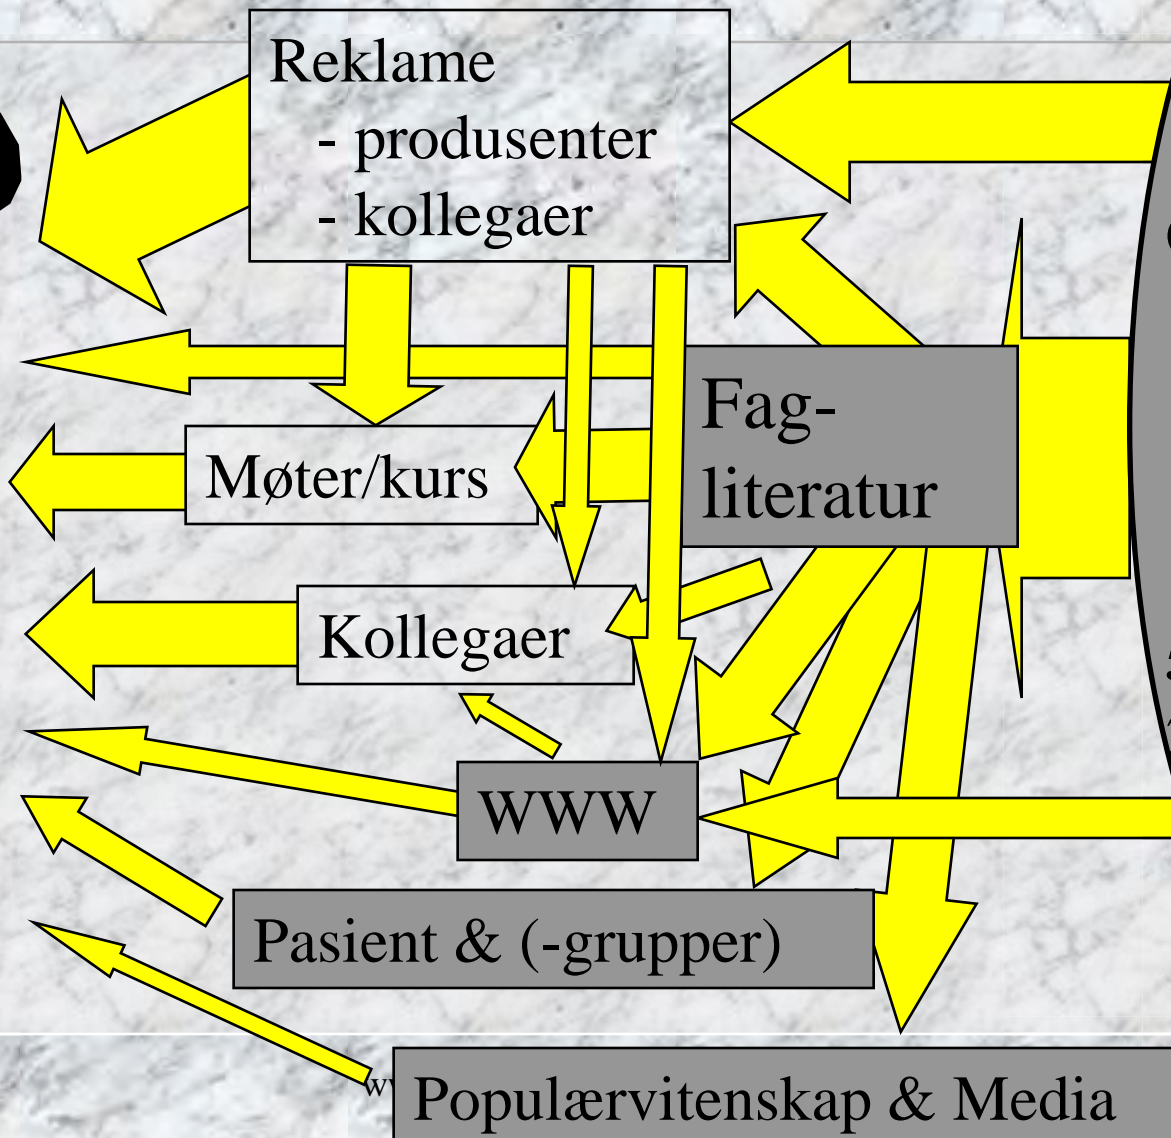 Reklame
- produsenter
- kollegaer
Fag-
literatur
Møter/kurs
Kollegaer
WWW
Pasient & (-grupper)
Populærvitenskap & Media